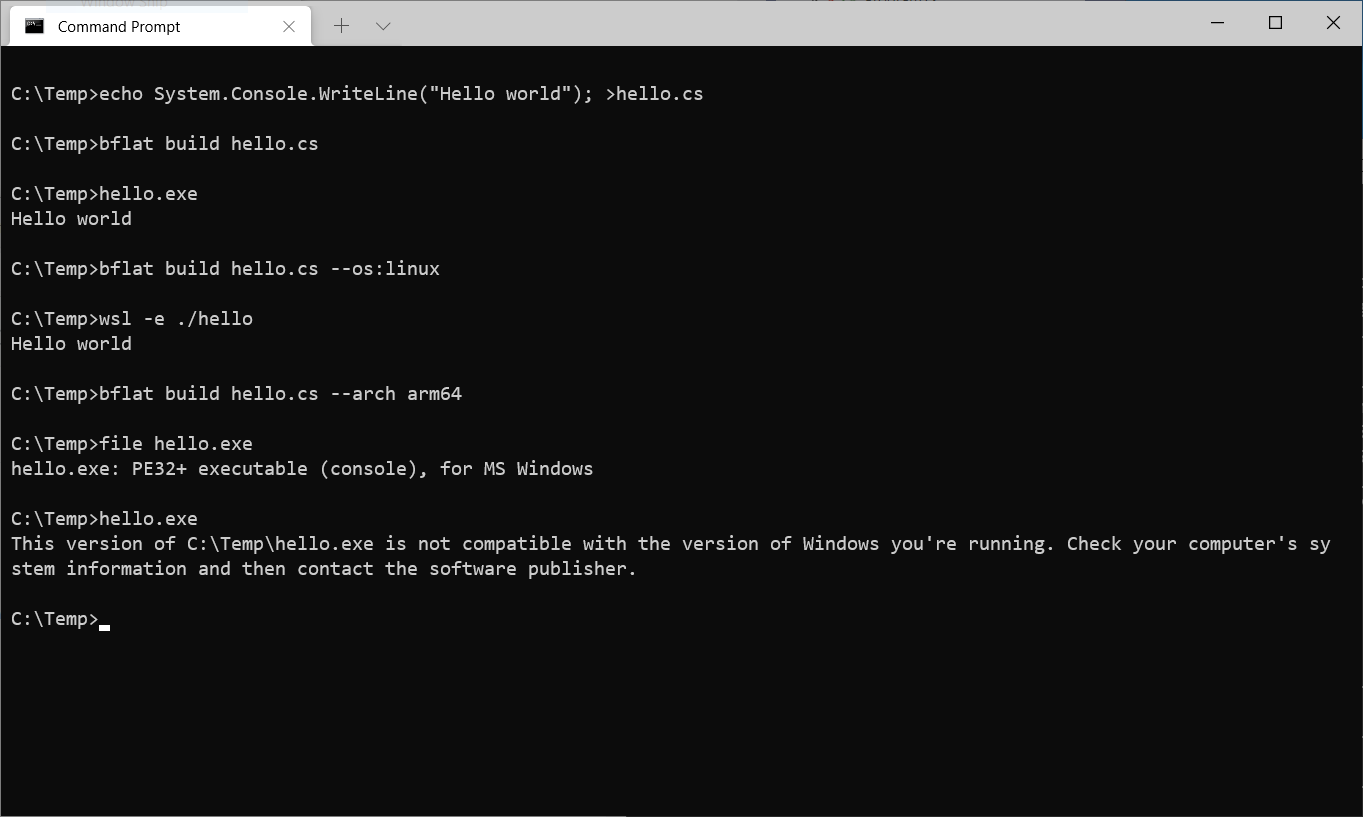 Command Prompt
C:\Temp>echo System.Console.WriteLine("Hello world"); >hello.cs
C:\Temp>bflat build hello.cs
C:\Temp>hello.exe
Hello world
C:\Temp>bflat build hello.cs --os:linux
C:\Temp>wsl -e ./hello
Hello world
C:\Temp>bflat build hello.cs --arch arm64
C:\Temp>file hello.exe
hello.exe: PE32+ executable (console), for MS Windows
C:\Temp>hello.exe
This version of C:\Temp\hello.exe is not compatible with the version of Windows you're running. Check your computer's sy
stem information and then contact the software publisher.
C:\Temp>